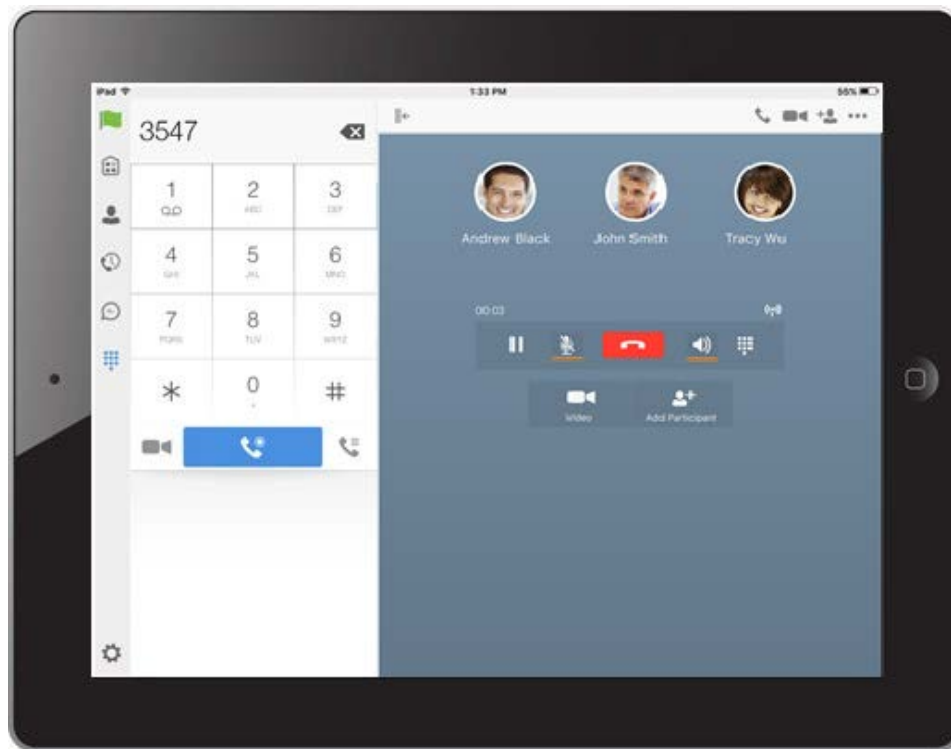 iPad
1:33 PM
55%
3547
1
2
ABC
3
DEF
4
GHI
5
JKL
6
MNO
7
PQRS
8
TUV
9
WXYZ
*
0
+
#
Andrew Black
John Smith
Tracy Wu
00:03
Video
Add Participant